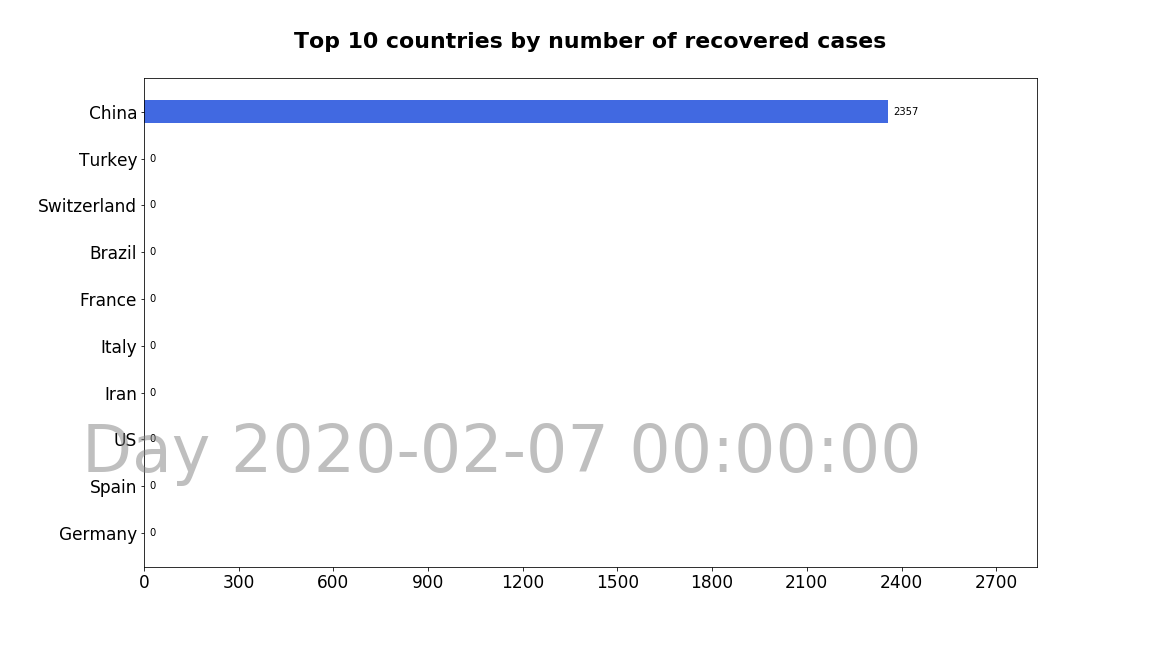 Top 10 countries by number of recovered cases
China 2357
Turkey 0
Switzerland 0
Brazil 0
France 0
Italy 0
Iran 0
US 0
Day 2020-02-07 00:00:00
Spain 0
Germany 0
0 300 600 900 1200 1500 1800 2100 2400 2700